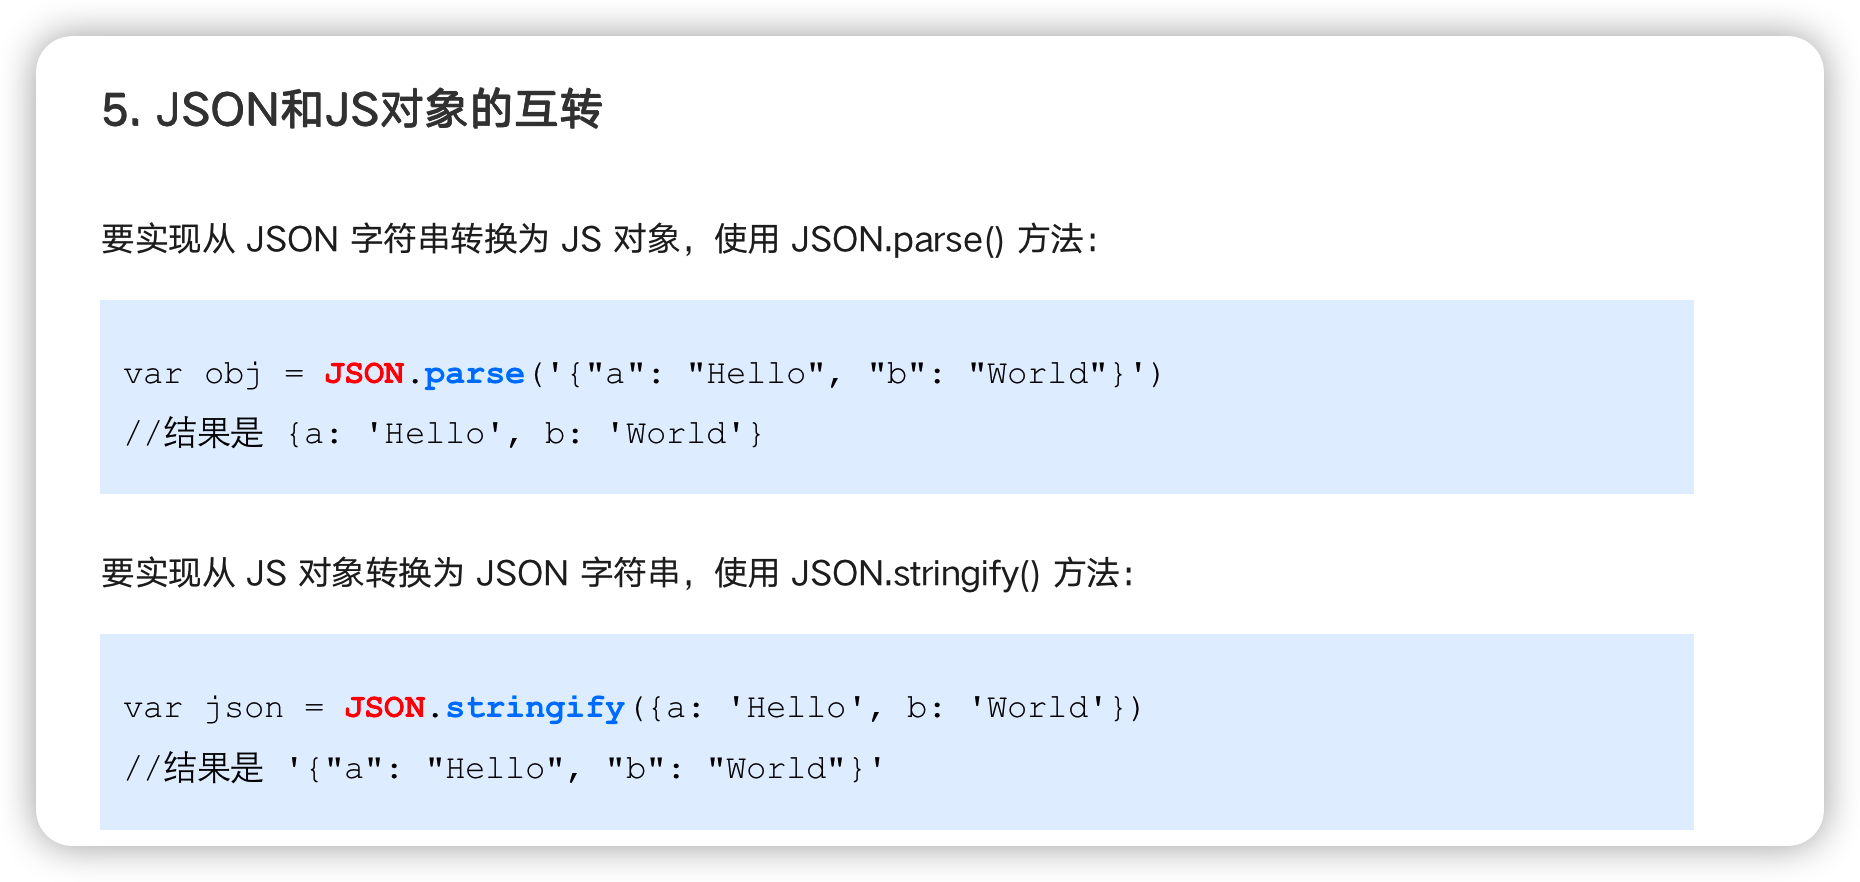 5. JSON和JS对象的互转
要实现从 JSON 字符串转换为 JS 对象，使用 JSON.parse() 方法：
var obj = JSON.parse('{"a": "Hello", "b": "World"}')
//结果是 {a: 'Hello', b: 'World'}
要实现从 JS 对象转换为 JSON 字符串，使用 JSON.stringify() 方法：
var json = JSON.stringify({a: 'Hello', b: 'World'})
//结果是 '{"a": "Hello", "b": "World"}'